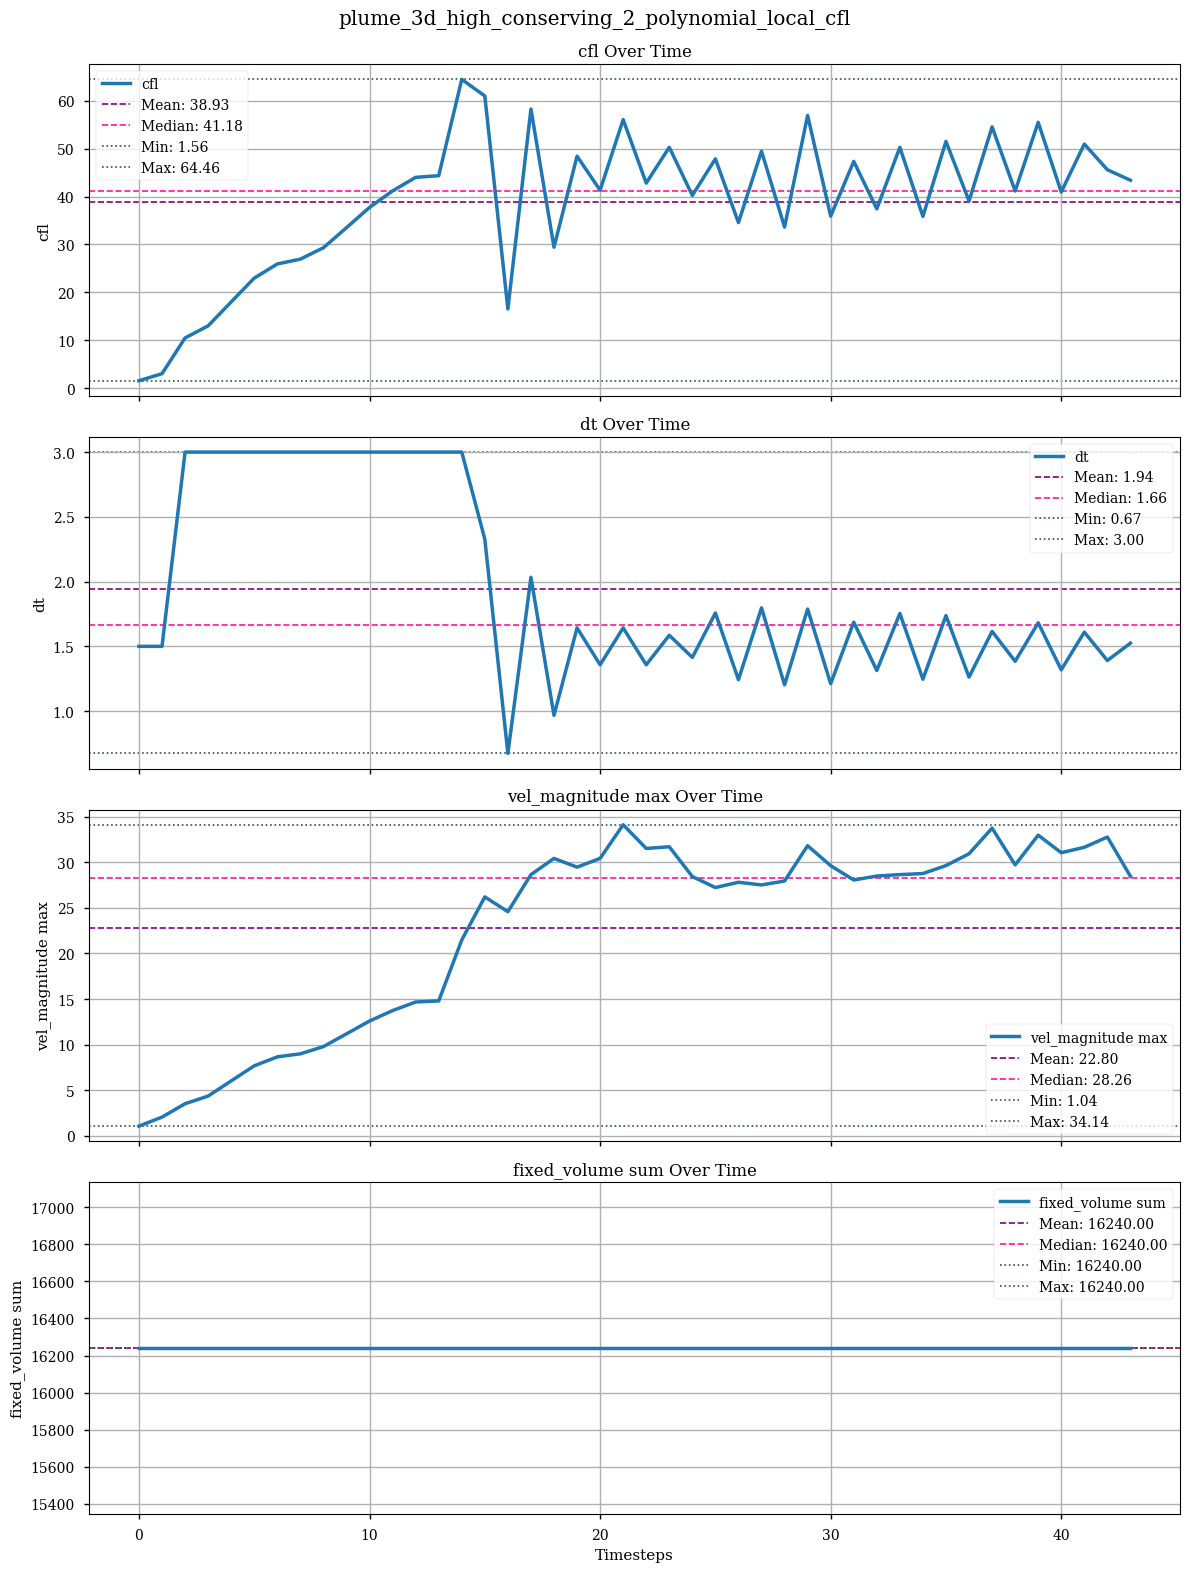 plume_3d_high_conserving_2_polynomial_local_cfl
cfl Over Time
cfl
Mean: 38.93
Median: 41.18
Min: 1.56
Max: 64.46
60
50
40
30
20
10
0
cfl
dt Over Time
dt
Mean: 1.94
Median: 1.66
Min: 0.67
Max: 3.00
3.0
2.5
2.0
1.5
1.0
dt
vel_magnitude max Over Time
35
30
25
20
15
10
5
0
vel_magnitude max
vel_magnitude max
Mean: 22.80
Median: 28.26
Min: 1.04
Max: 34.14
fixed_volume sum Over Time
fixed_volume sum
Mean: 16240.00
Median: 16240.00
Min: 16240.00
Max: 16240.00
17000
16800
16600
16400
16200
16000
15800
15600
15400
fixed_volume sum
0 10 20 30 40
Timesteps